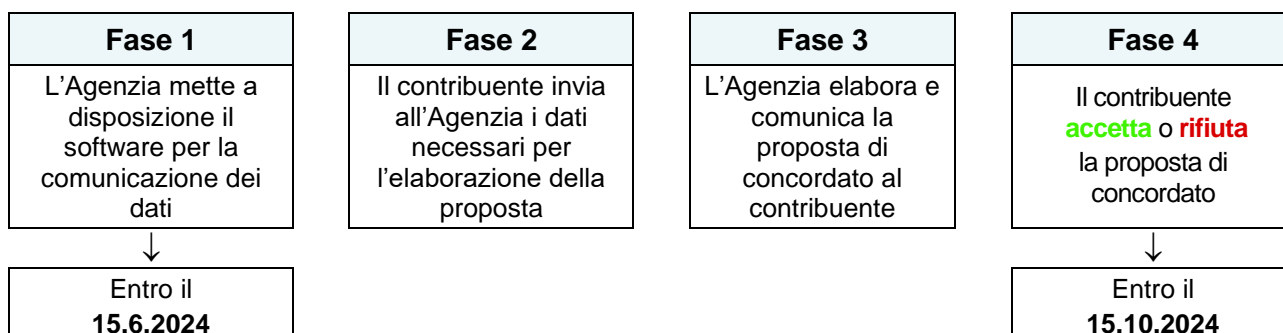 Fase 1
L'Agenzia mette a
disposizione il
software per la
comunicazione dei
dati
↓
Entro il
15.6.2024
Fase 2
Il contribuente invia
all'Agenzia i dati
necessari per
l'elaborazione della
proposta
Fase 3
L'Agenzia elabora e
comunica la
proposta di
concordato al
contribuente
Fase 4
Il contribuente
accetta o rifiuta
la proposta di
concordato
↓
Entro il
15.10.2024